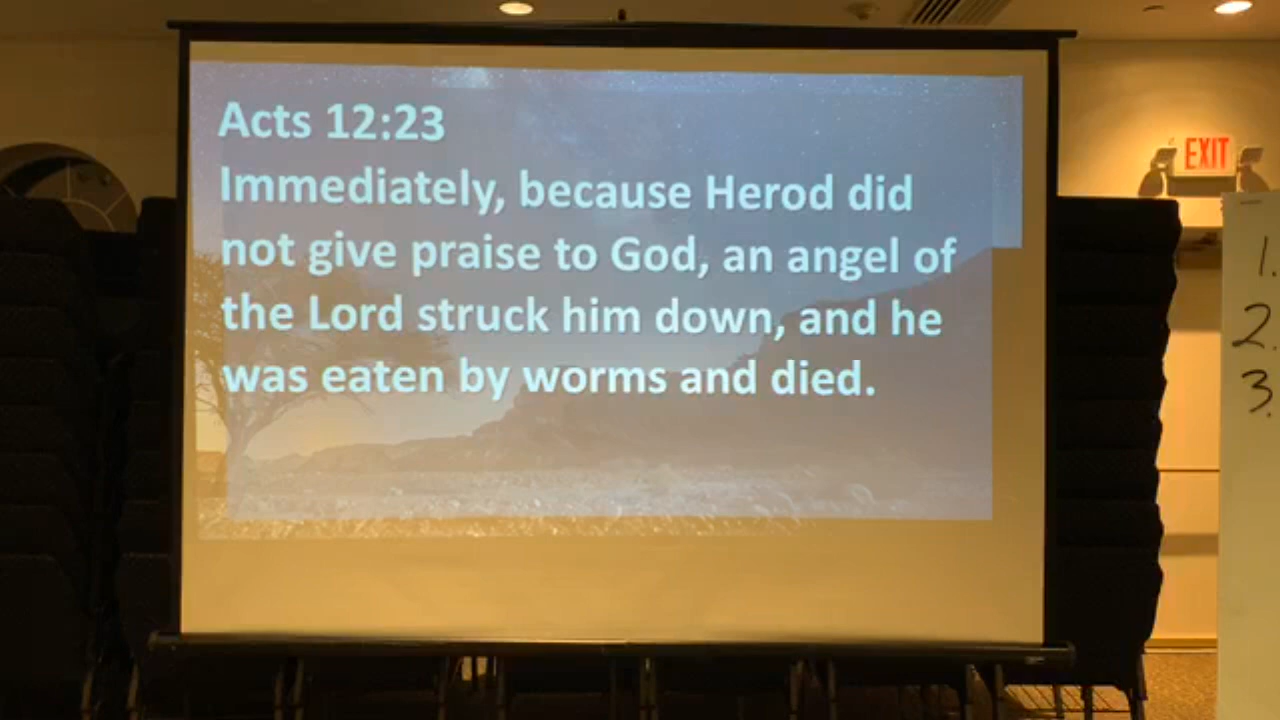 Acts 12:23
Immediately, because Herod did
not give praise to God, an angel of
the Lord struck him down, and he
was eaten by worms and died.
EXIT
1.
2.
3.